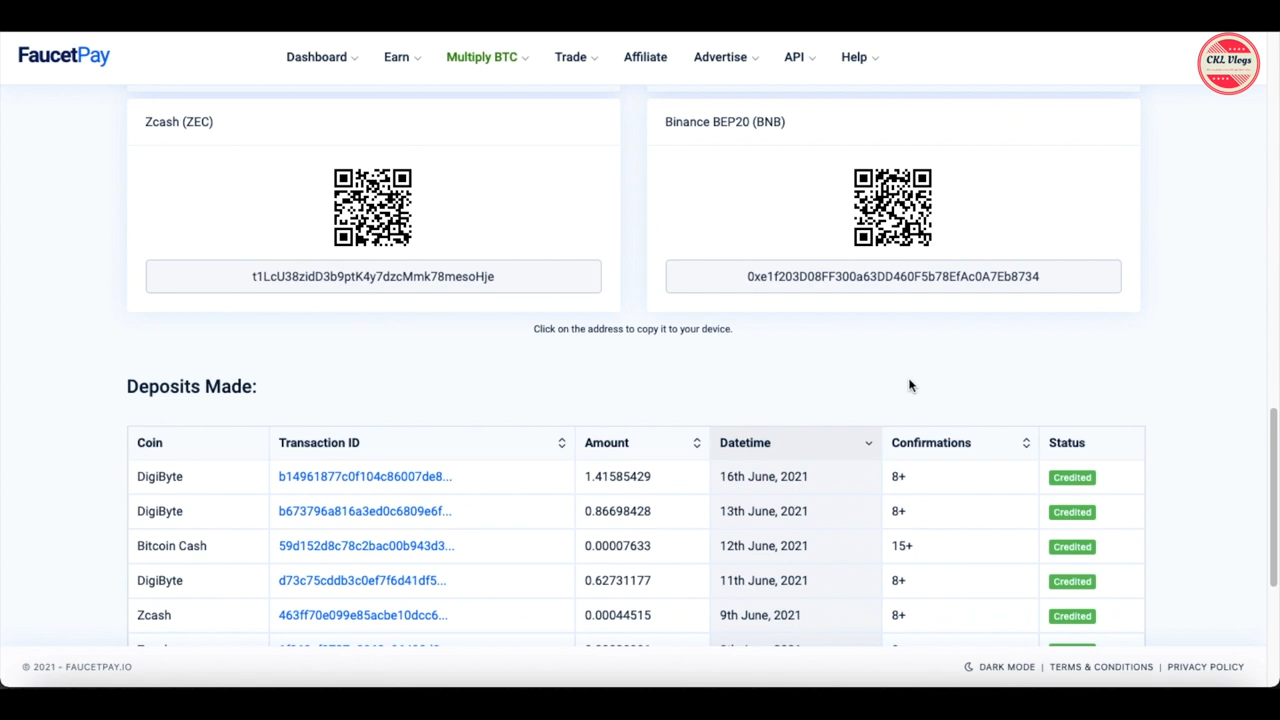 FaucetPay
Dashboard Earn Multiply BTC Trade Affiliate Advertise API Help
CKL Vlogs
Zcash (ZEC)
Binance BEP20 (BNB)
t1LcU38zidD3b9ptK4y7dzcMmk78mesoHje
0xe1f203D08FF300a63DD460F5b78EfAc0A7Eb8734
Click on the address to copy it to your device.
Deposits Made:
Coin Transaction ID Amount Datetime Confirmations Status
DigiByte b14961877c0f104c86007de8... 1.41585429 16th June, 2021 8+ Credited
DigiByte b673796a816a3ed0c6809e6f... 0.86698428 13th June, 2021 8+ Credited
Bitcoin Cash 59d152d8c78c2bac00b943d3... 0.00007633 12th June, 2021 15+ Credited
DigiByte d73c75cddb3c0ef7f6d41df5... 0.62731177 11th June, 2021 8+ Credited
Zcash 463ff70e099e85acbe10dcc6... 0.00044515 9th June, 2021 8+ Credited
© 2021 - FAUCETPAY.IO
DARK MODE | TERMS & CONDITIONS | PRIVACY POLICY